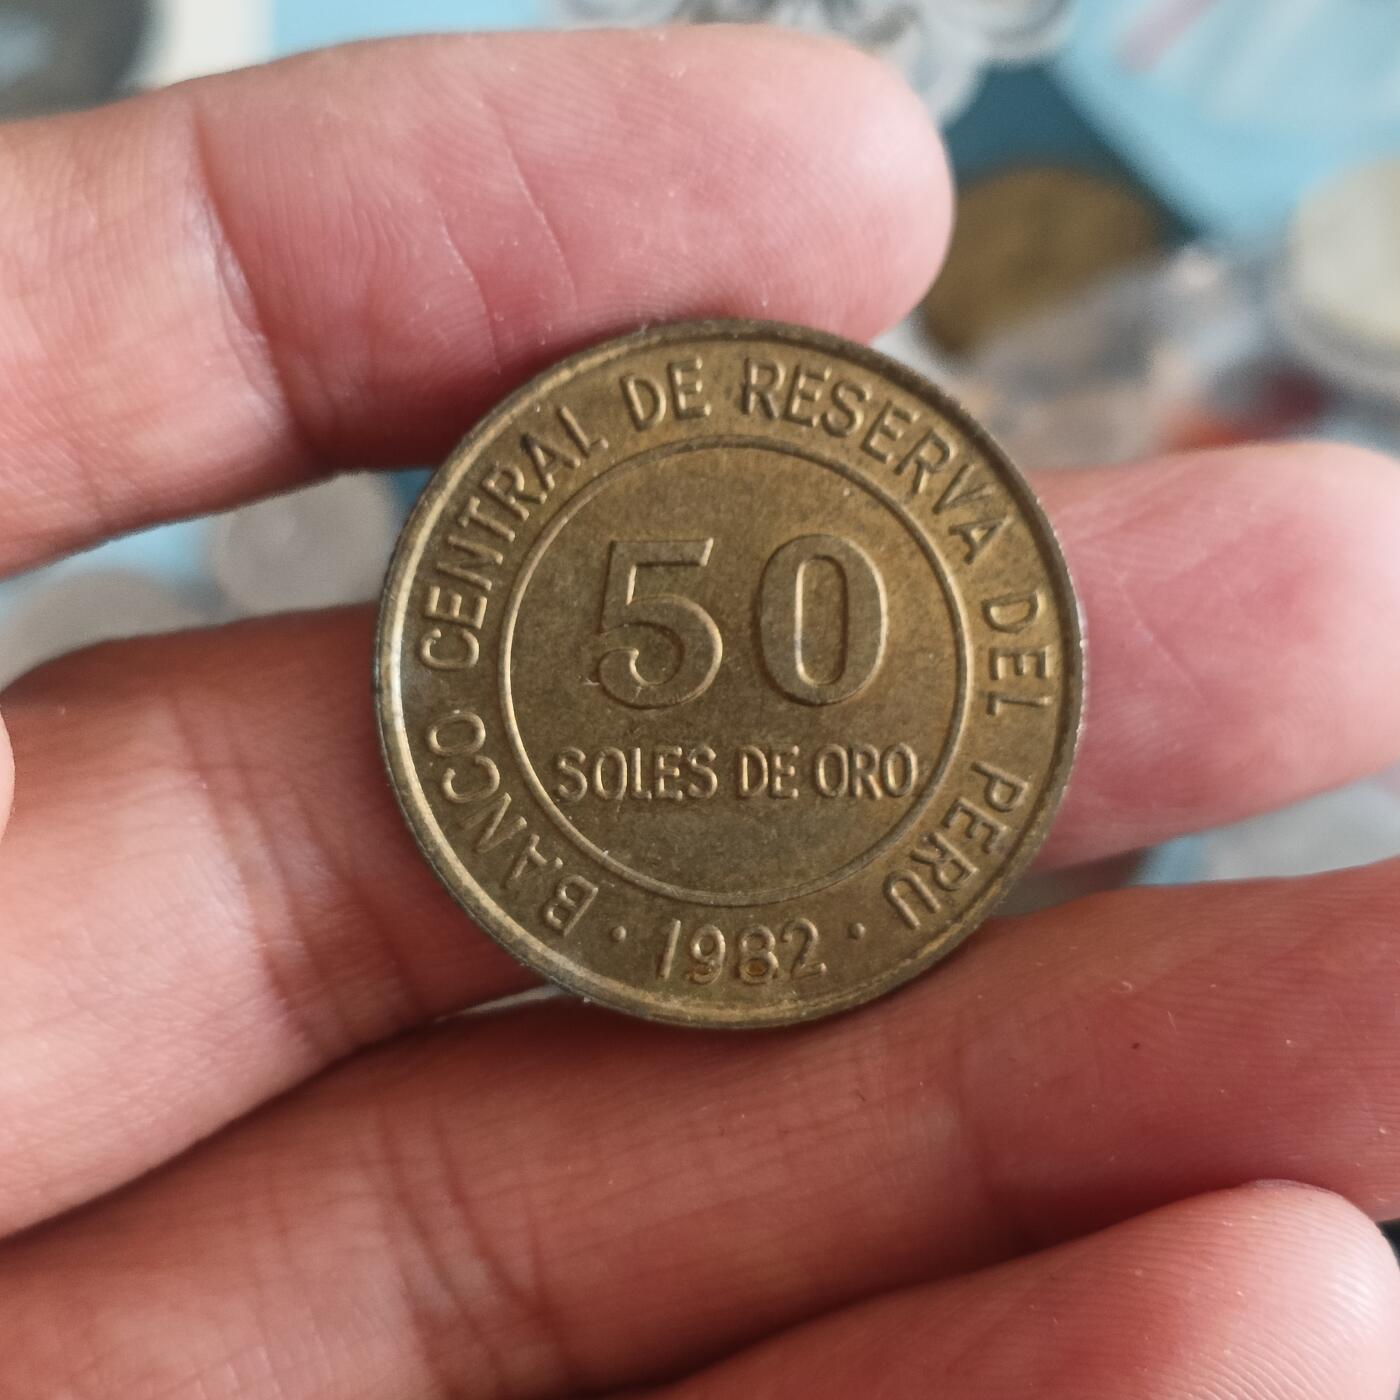 BANCO CENTRAL DE RESERVA DEL PERU
50
SOLES DE ORO
· 1982 ·